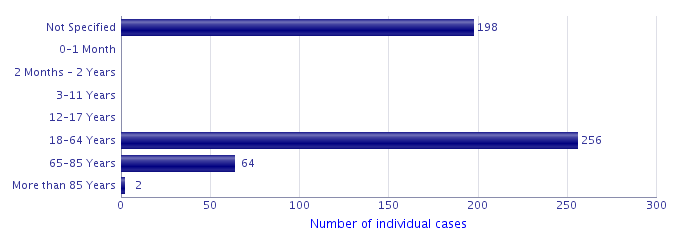 Not Specified 198
0-1 Month
2 Months - 2 Years
3-11 Years
12-17 Years
18-64 Years 256
65-85 Years 64
More than 85 Years 2
0 50 100 150 200 250 300
Number of individual cases